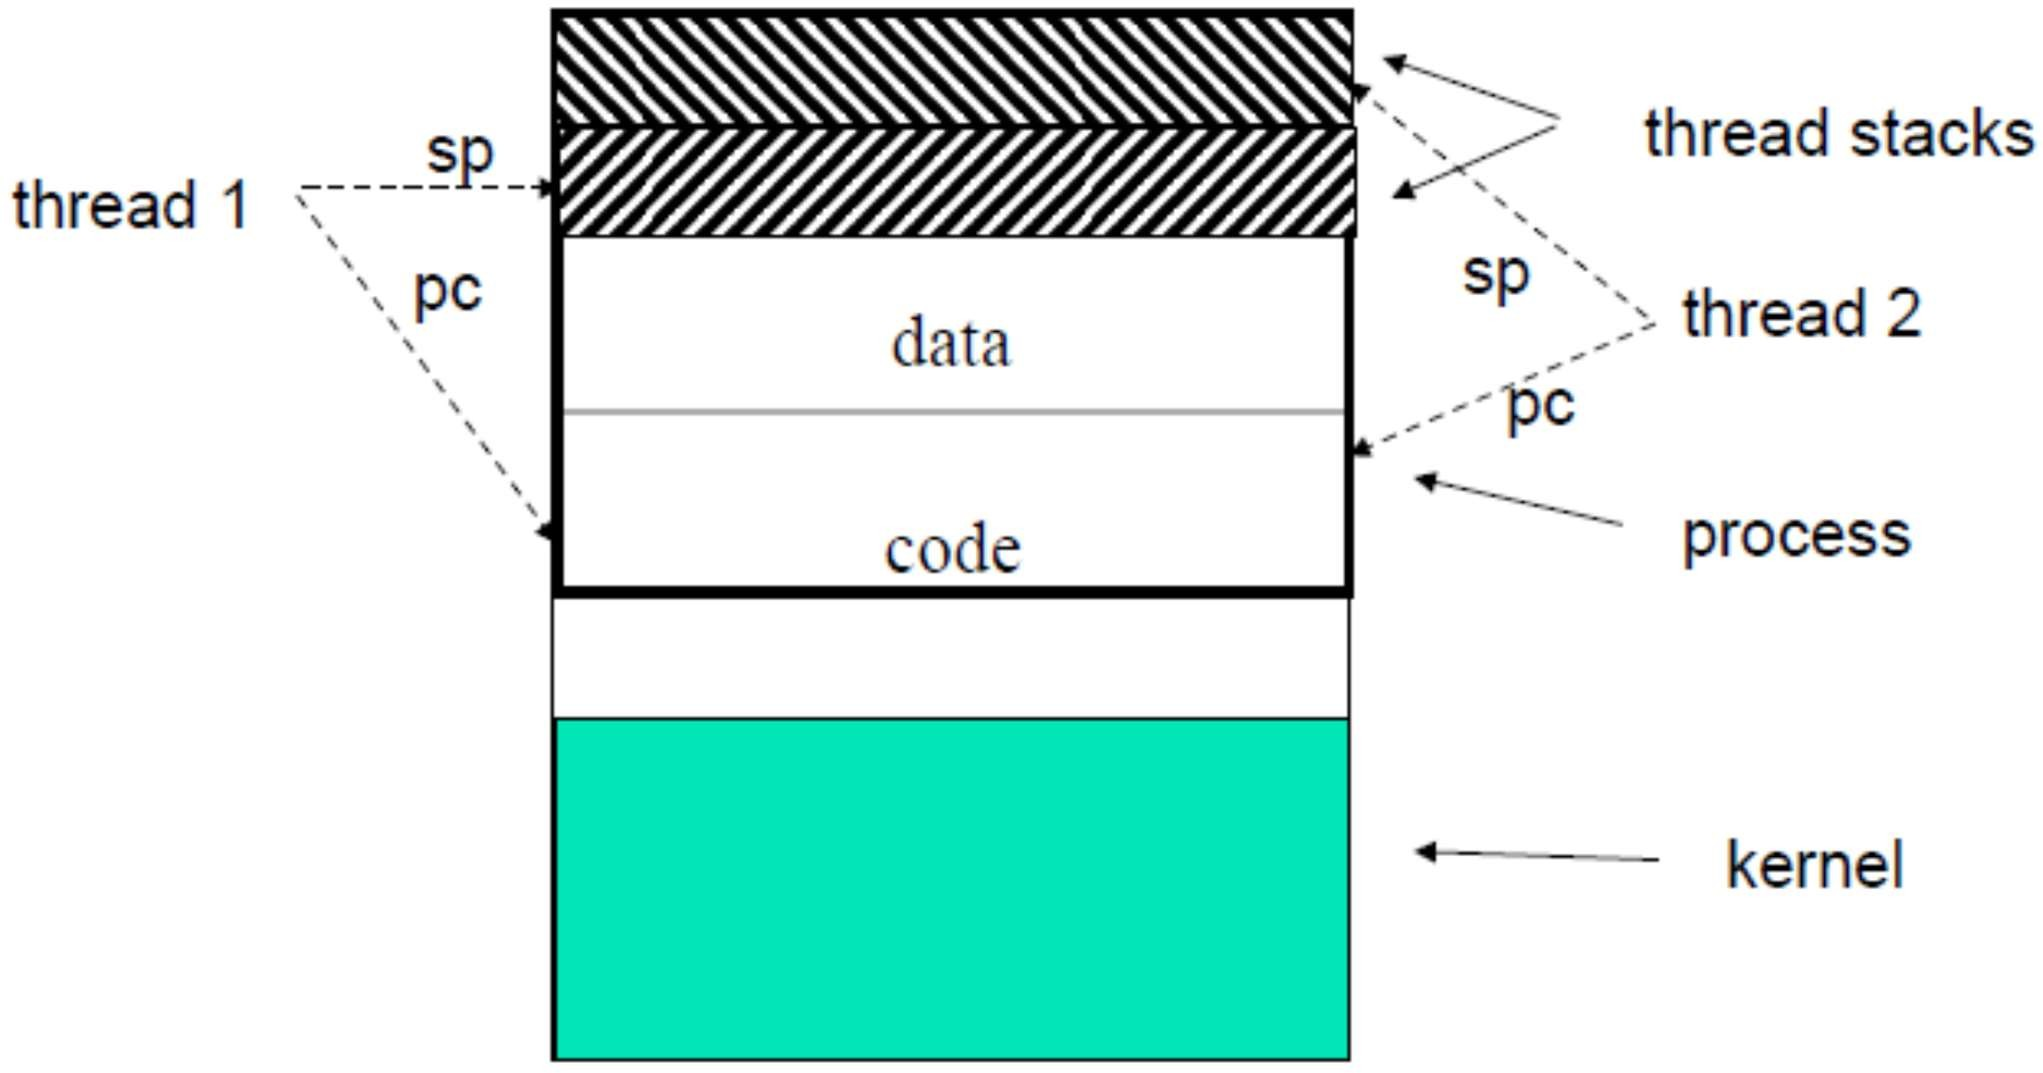 thread stacks
sp
thread 1
pc
sp
thread 2
data
pc
process
code
kernel